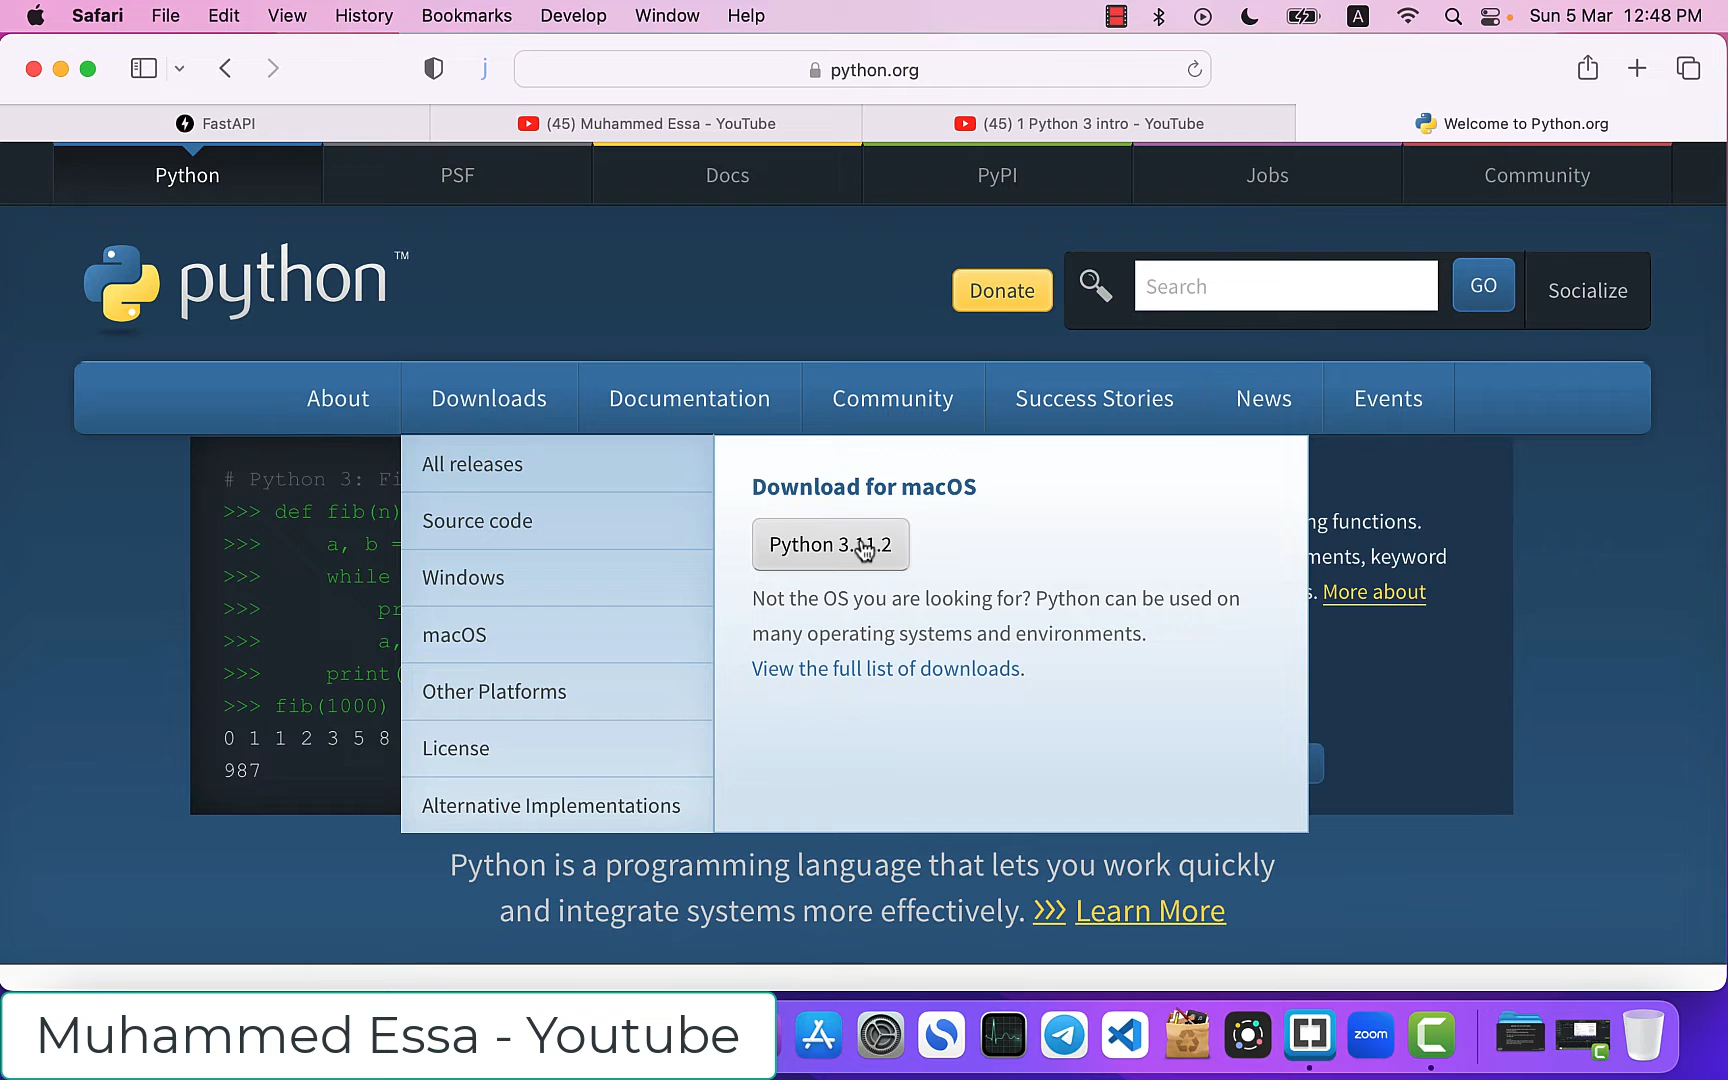 Safari File Edit View History Bookmarks Develop Window Help A Sun 5 Mar 12:48 PM
j python.org
FastAPI (45) Muhammed Essa - YouTube (45) 1 Python 3 intro - YouTube Welcome to Python.org
Python PSF Docs PyPI Jobs Community
python™ Donate Search GO Socialize
About Downloads Documentation Community Success Stories News Events
# Python 3: Fi
>>> def fib(n)
>>> a, b =
>>> while
>>> pr
>>> a,
>>> print(
>>> fib(1000)
0 1 1 2 3 5 8
987
All releases
Source code
Windows
macOS
Other Platforms
License
Alternative Implementations
Download for macOS
Python 3.11.2
Not the OS you are looking for? Python can be used on
many operating systems and environments.
View the full list of downloads.
ng functions.
ments, keyword
s. More about
Python is a programming language that lets you work quickly
and integrate systems more effectively. >>> Learn More
Muhammed Essa - Youtube
zoom